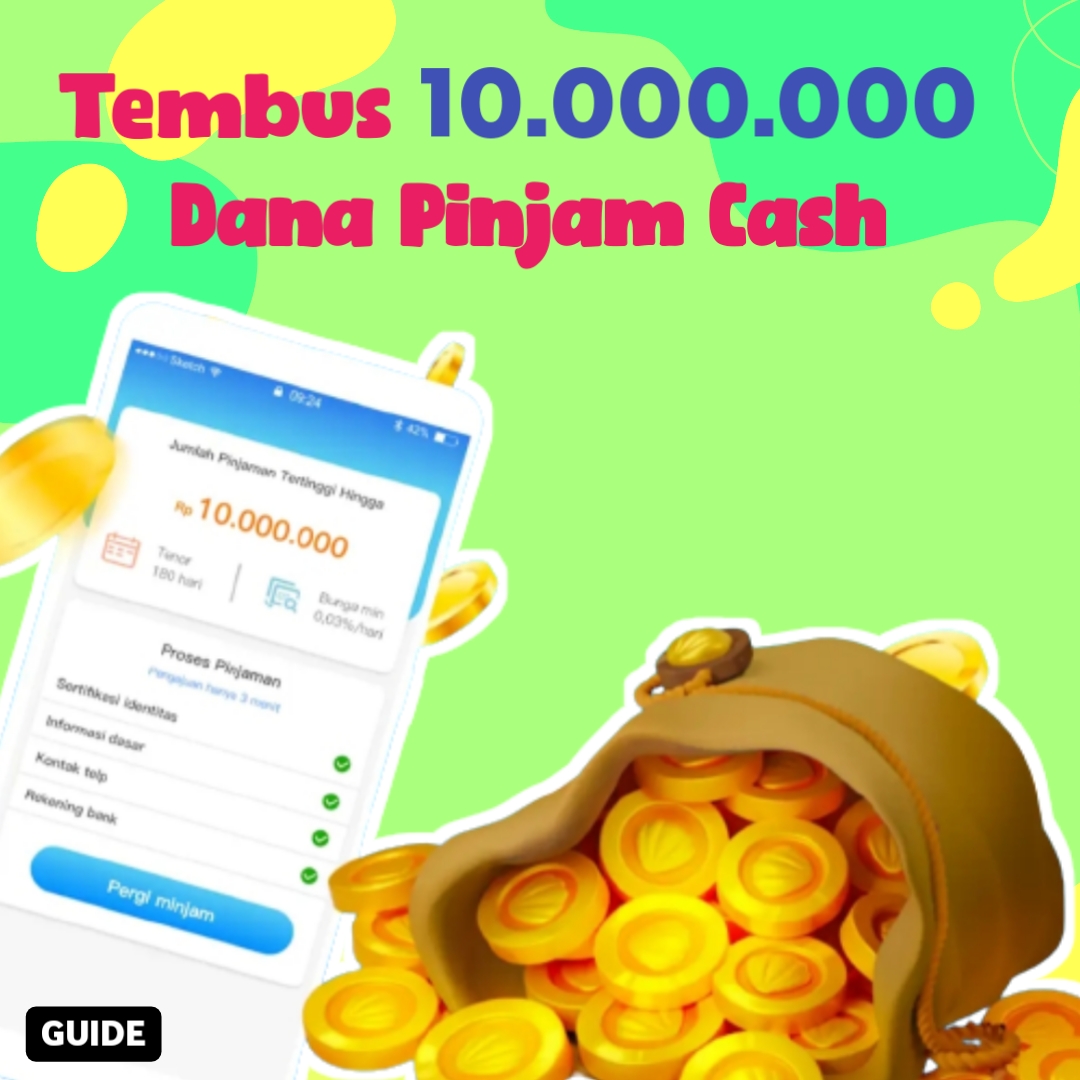 Tembus 10.000.000
Dana Pinjam Cash
Sketch
09:24
42%
Jumlah Pinjaman Tertinggi Hingga
Rp 10.000.000
Tenor
180 hari
Bunga min
0,03%/hari
Proses Pinjaman
Pengajuan hanya 3 menit
Sertifikasi identitas
Informasi dasar
Kontak telp
Rekening bank
Pergi minjam
GUIDE